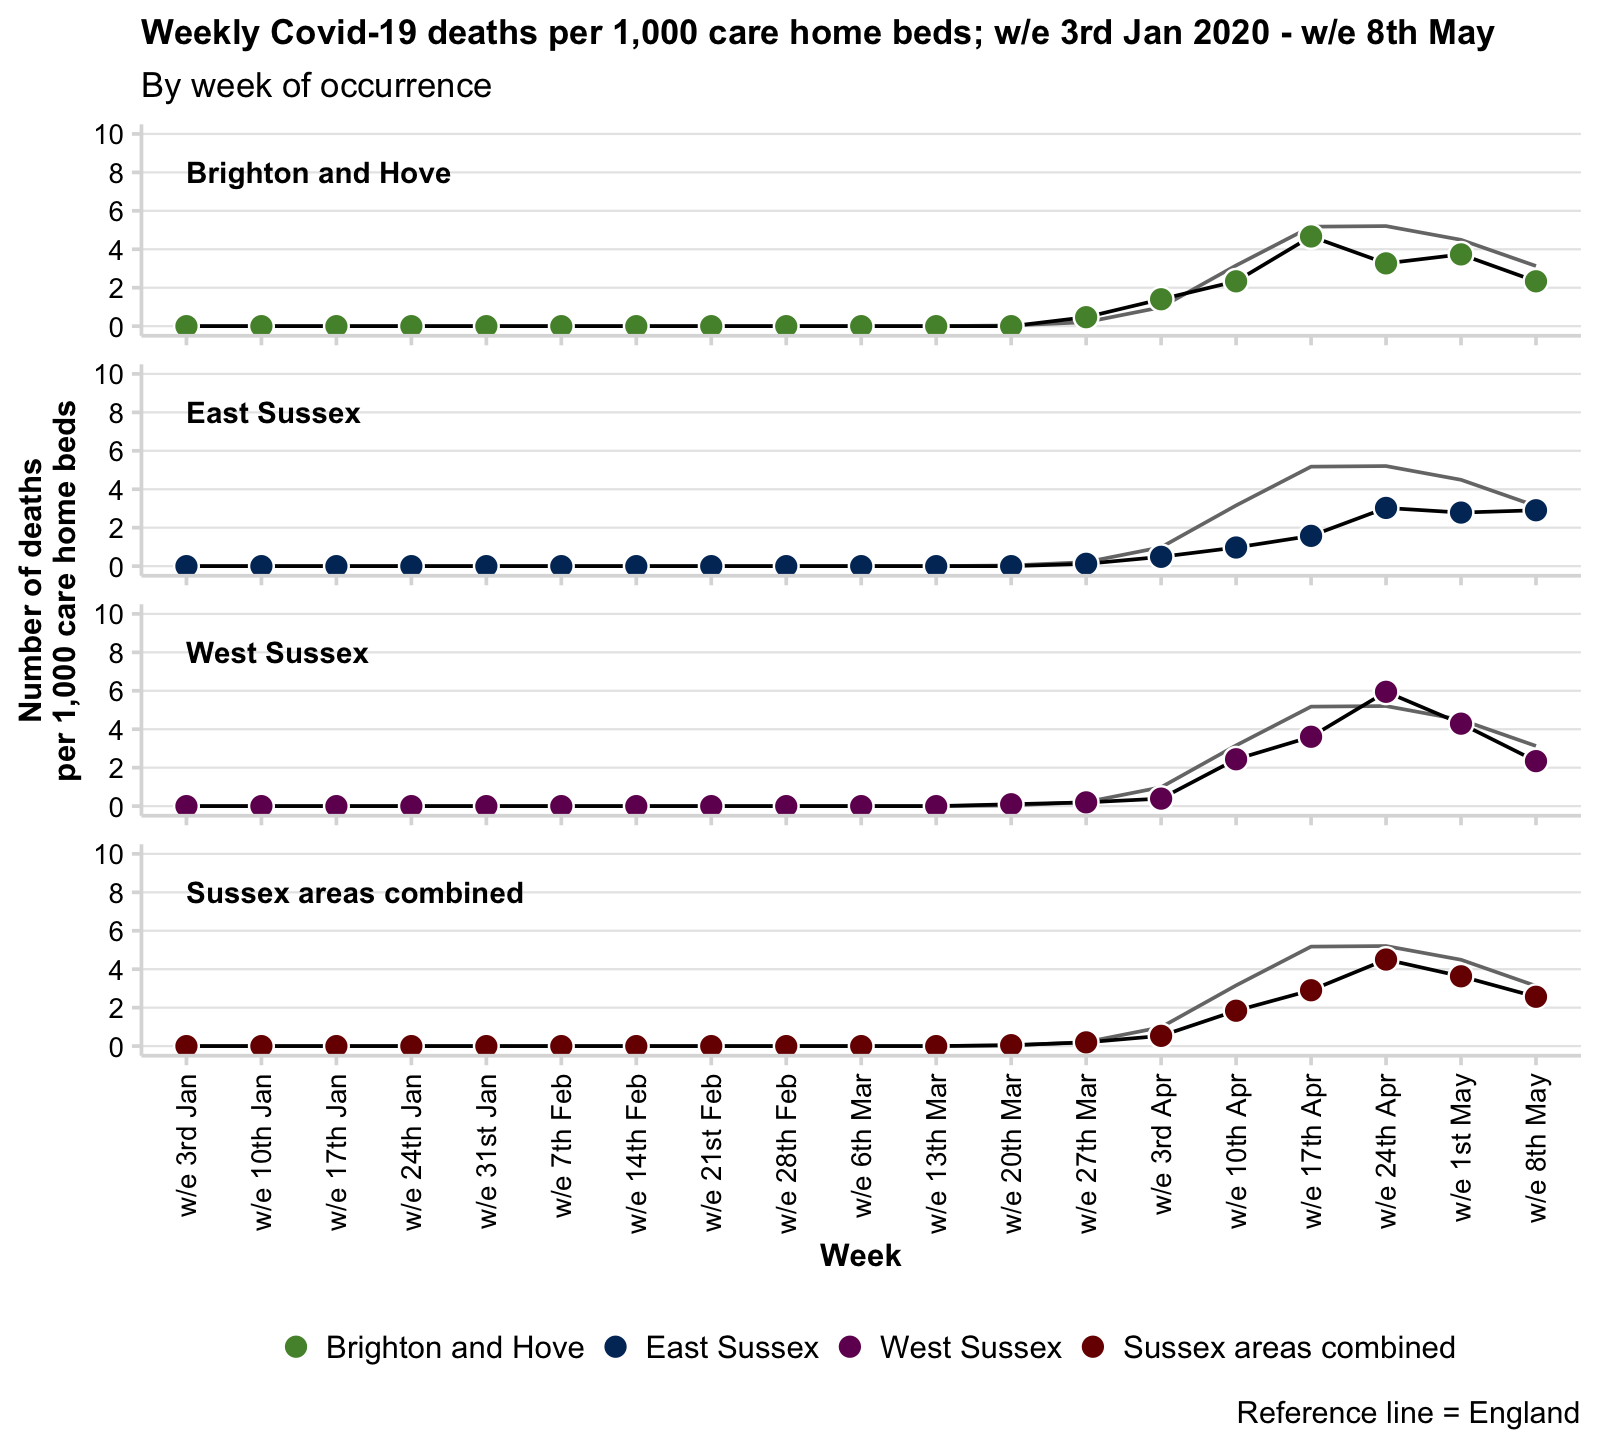 Weekly Covid-19 deaths per 1,000 care home beds; w/e 3rd Jan 2020 - w/e 8th May
By week of occurrence
Number of deaths
per 1,000 care home beds
10
8
6
4
2
0
Brighton and Hove
10
8
6
4
2
0
East Sussex
10
8
6
4
2
0
West Sussex
10
8
6
4
2
0
Sussex areas combined
w/e 3rd Jan
w/e 10th Jan
w/e 17th Jan
w/e 24th Jan
w/e 31st Jan
w/e 7th Feb
w/e 14th Feb
w/e 21st Feb
w/e 28th Feb
w/e 6th Mar
w/e 13th Mar
w/e 20th Mar
w/e 27th Mar
w/e 3rd Apr
w/e 10th Apr
w/e 17th Apr
w/e 24th Apr
w/e 1st May
w/e 8th May
Week
Brighton and Hove East Sussex West Sussex Sussex areas combined
Reference line = England